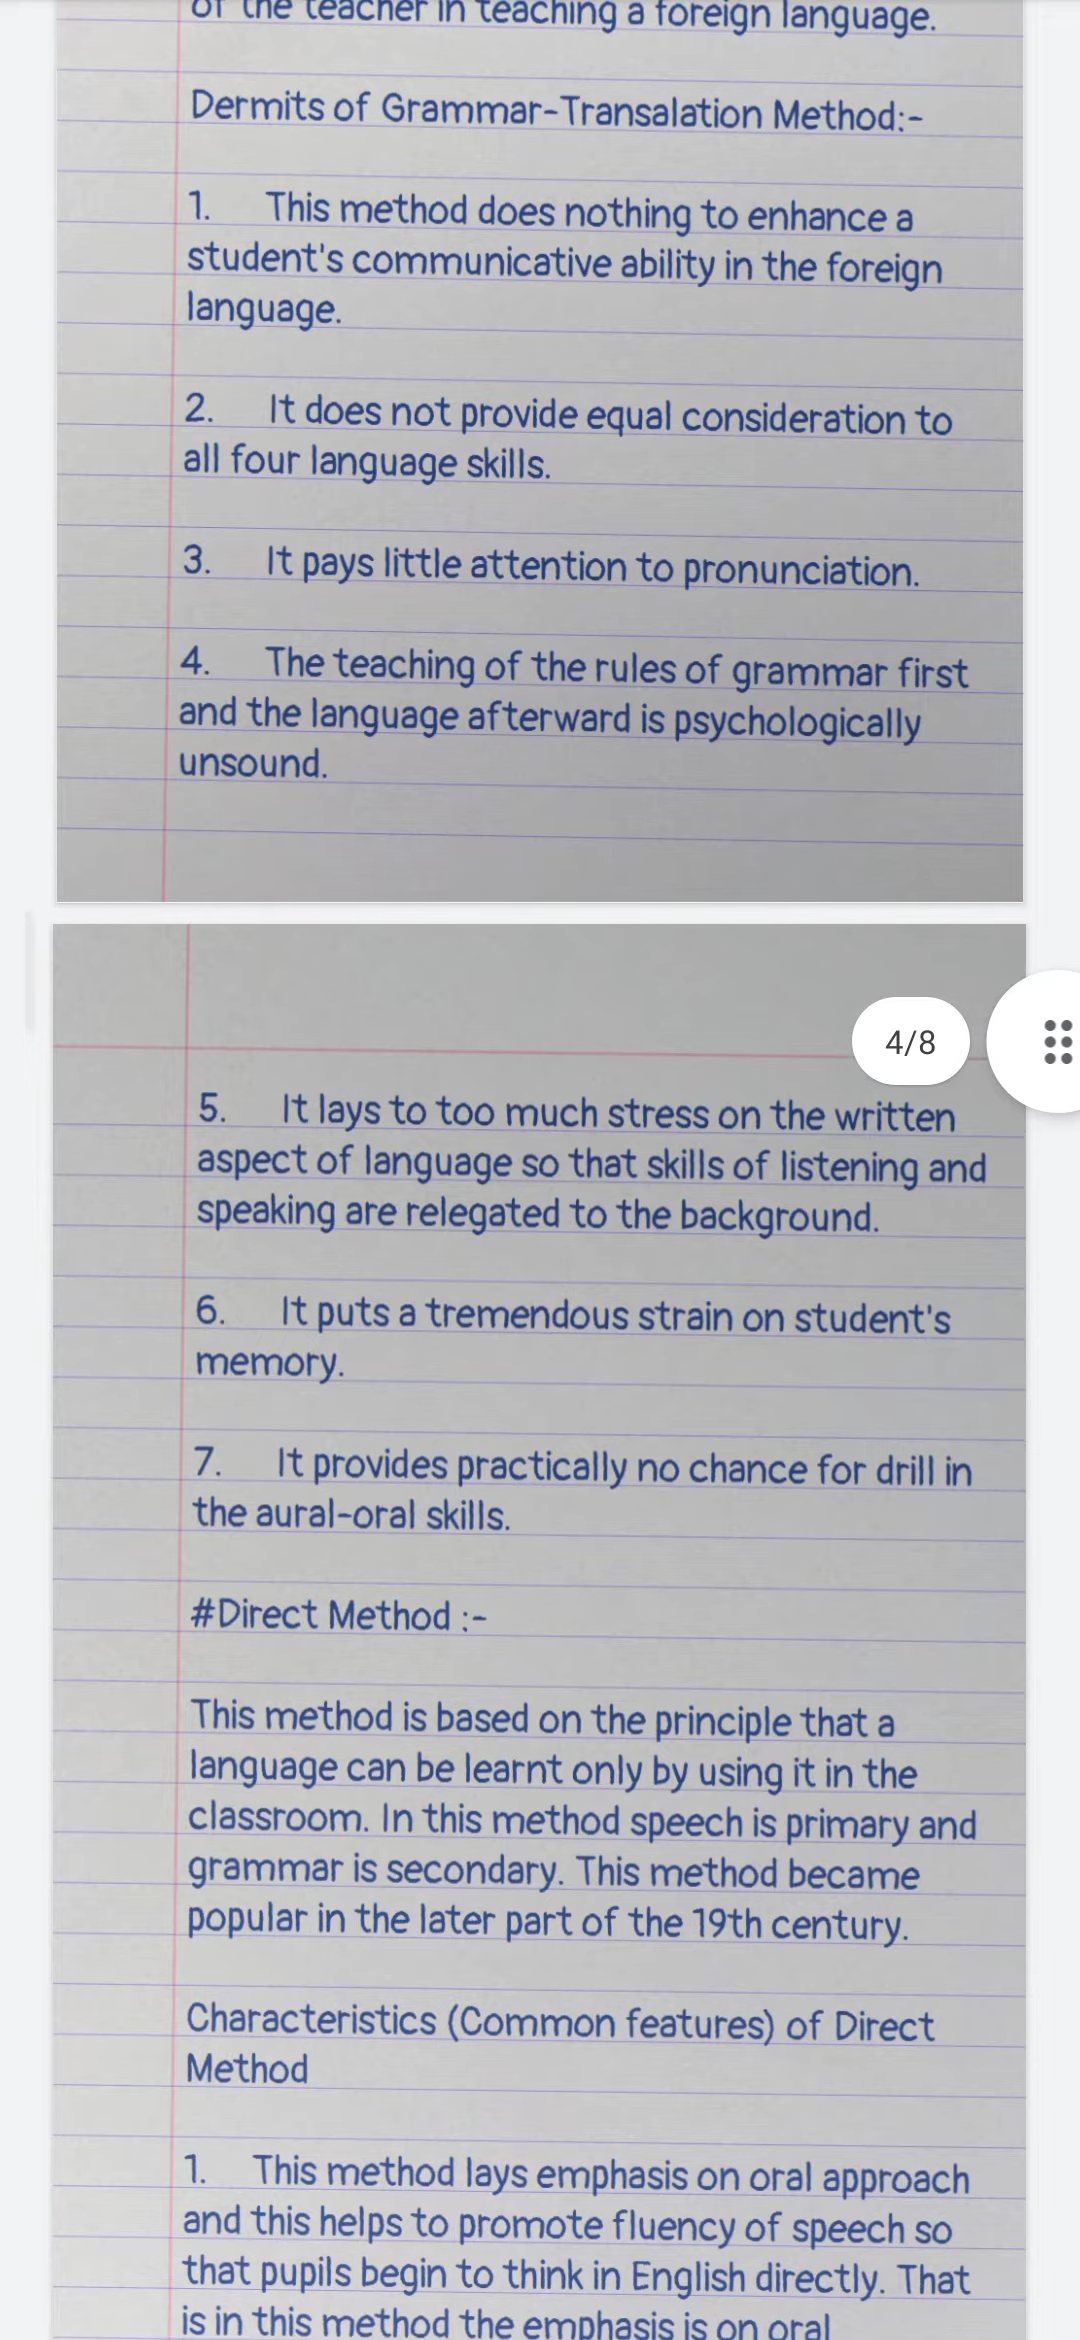 of the teacher in teaching a foreign language.
Dermits of Grammar-Transalation Method:-
1. This method does nothing to enhance a
student's communicative ability in the foreign
language.
2. It does not provide equal consideration to
all four language skills.
3. It pays little attention to pronunciation.
4. The teaching of the rules of grammar first
and the language afterward is psychologically
unsound.
4/8
5. It lays to too much stress on the written
aspect of language so that skills of listening and
speaking are relegated to the background.
6. It puts a tremendous strain on student's
memory.
7. It provides practically no chance for drill in
the aural-oral skills.
#Direct Method :-
This method is based on the principle that a
language can be learnt only by using it in the
classroom. In this method speech is primary and
grammar is secondary. This method became
popular in the later part of the 19th century.
Characteristics (Common features) of Direct
Method
1. This method lays emphasis on oral approach
and this helps to promote fluency of speech so
that pupils begin to think in English directly. That
is in this method the emphasis is on oral